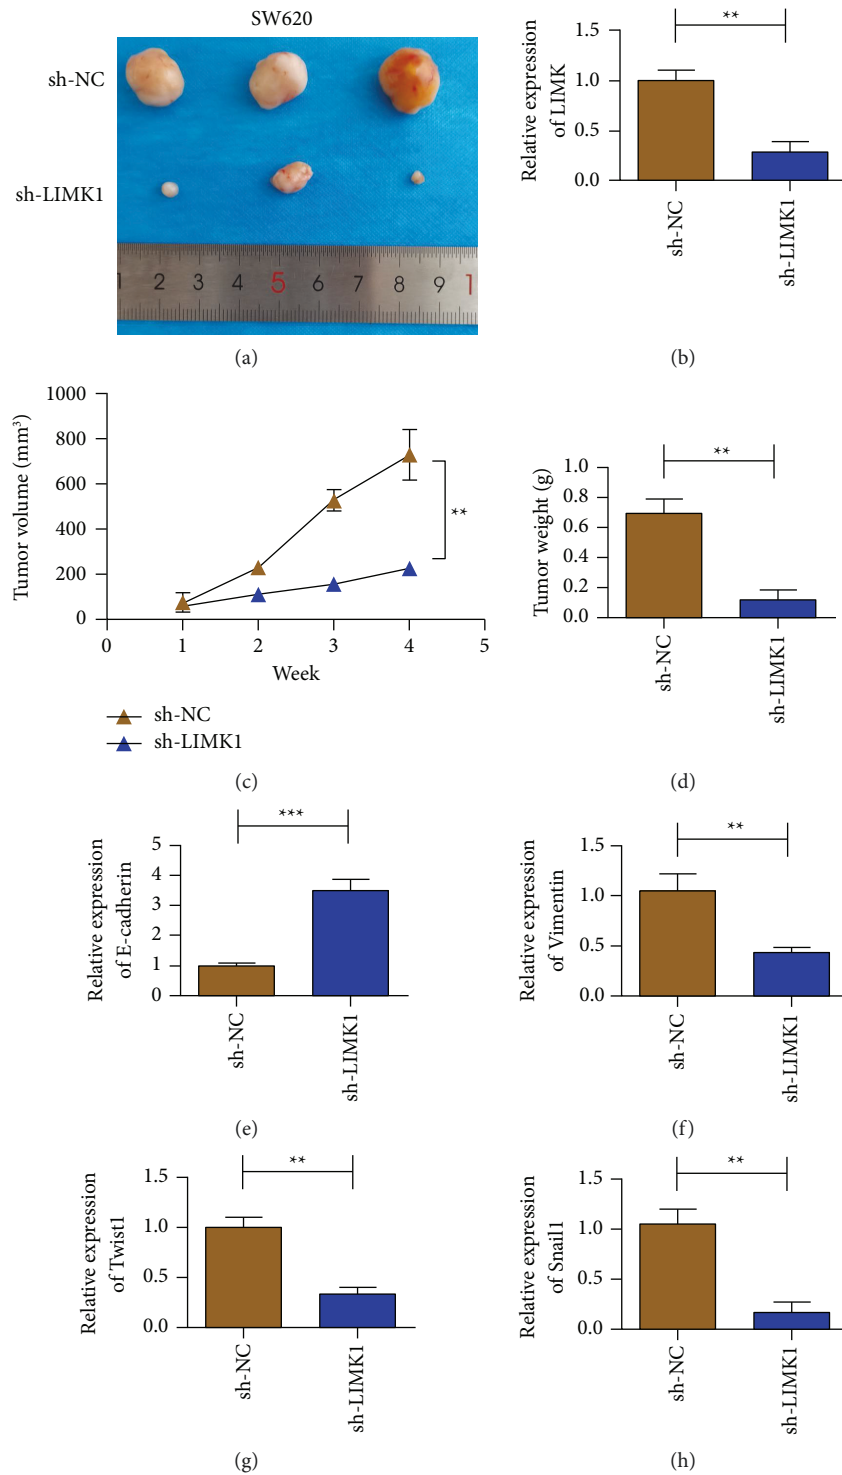 SW620
sh-NC
sh-LIMK1
1 2 3 4 5 6 7 8 9 1
(a)
**
Relative expression
of LIMK
1.5
1.0
0.5
0.0
sh-NC
sh-LIMK1
(b)
Tumor volume (mm³)
1000
800
600
400
200
0
**
0 1 2 3 4 5
Week
sh-NC
sh-LIMK1
(c)
**
Tumor weight (g)
1.0
0.8
0.6
0.4
0.2
0.0
sh-NC
sh-LIMK1
(d)
***
Relative expression
of E-cadherin
5
4
3
2
1
0
sh-NC
sh-LIMK1
(e)
**
Relative expression
of Vimentin
1.5
1.0
0.5
0.0
sh-NC
sh-LIMK1
(f)
**
Relative expression
of Twist1
1.5
1.0
0.5
0.0
sh-NC
sh-LIMK1
(g)
**
Relative expression
of Snail1
1.5
1.0
0.5
0.0
sh-NC
sh-LIMK1
(h)